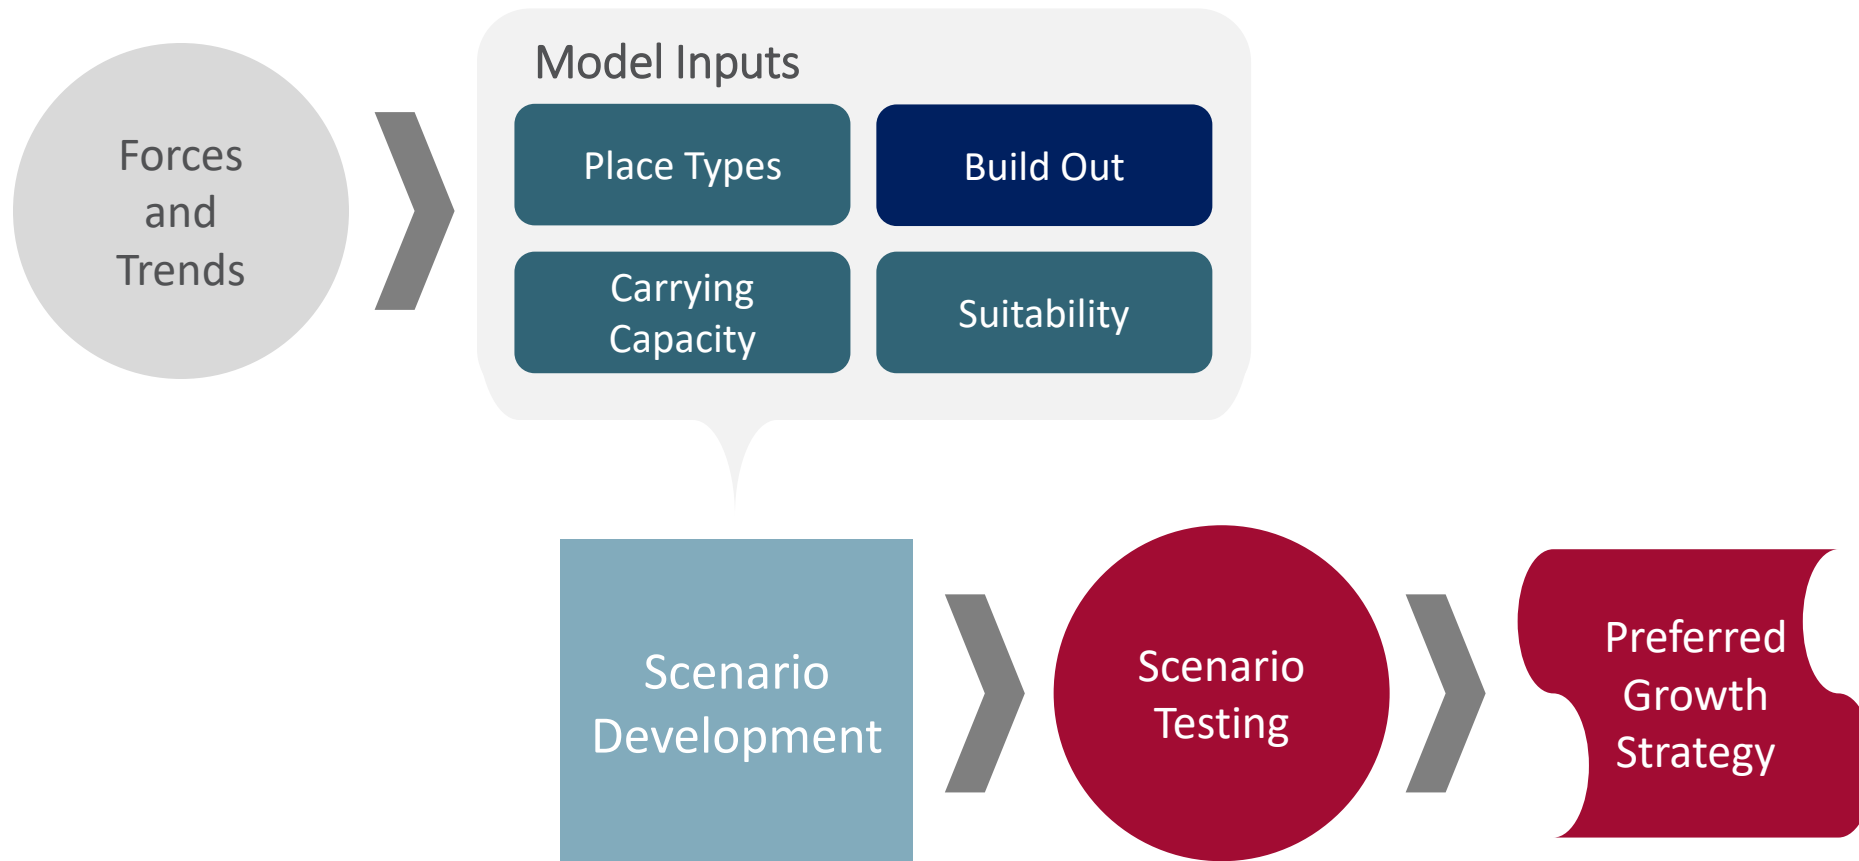 Forces
and
Trends
Model Inputs
Place Types
Build Out
Carrying
Capacity
Suitability
Scenario
Development
Scenario
Testing
Preferred
Growth
Strategy